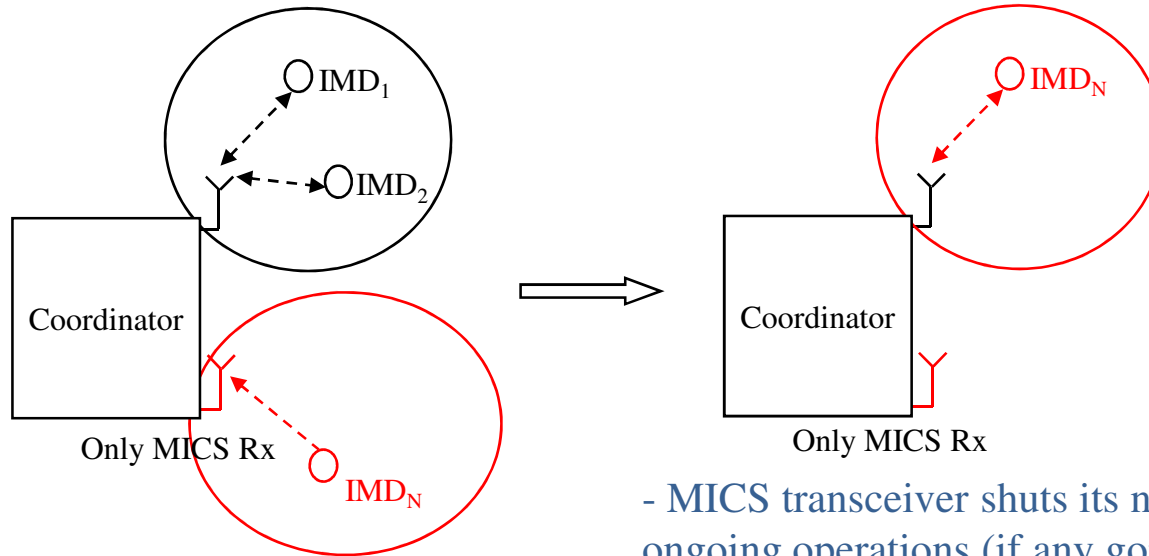 IMD1
IMD2
Coordinator
Only MICS Rx
IMDN
IMDN
Coordinator
Only MICS Rx
- MICS transceiver shuts its
ongoing operations (if any